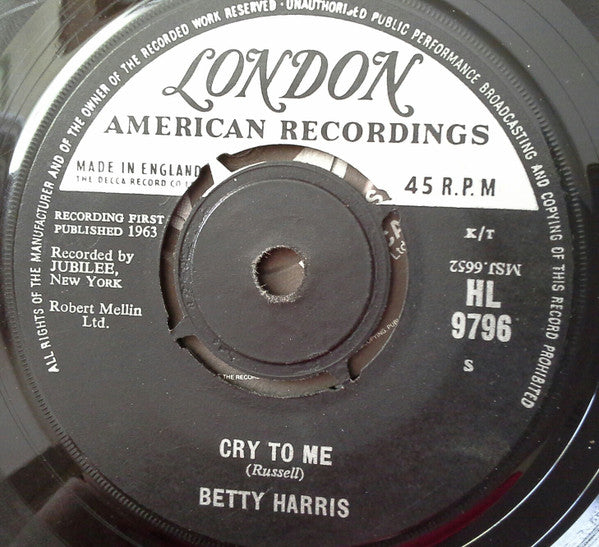 ALL RIGHTS OF THE MANUFACTURER AND OF THE OWNER OF THE RECORDED WORK RESERVED · UNAUTHORISED PUBLIC PERFORMANCE BROADCASTING AND COPYING OF THIS RECORD PROHIBITED
LONDON
AMERICAN RECORDINGS
MADE IN ENGLAND
THE DECCA RECORD CO
45 R.P.M
RECORDING FIRST
PUBLISHED 1963
Recorded by
JUBILEE,
NEW YORK
Robert Mellin
Ltd.
K/T
MSJ.6652
HL
9796
S
Ltd
THE RECOR
CRY TO ME
(Russell)
BETTY HARRIS